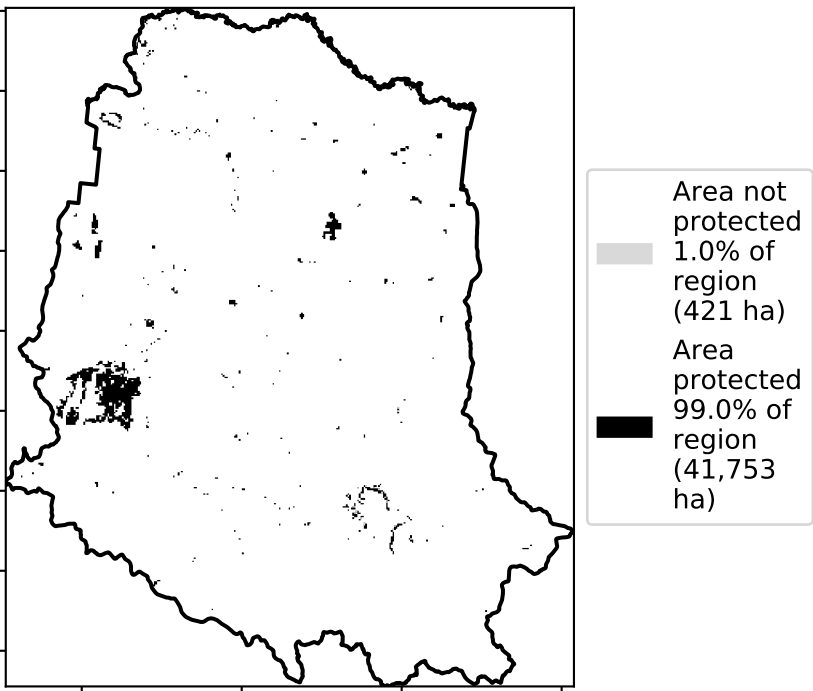 Area not
protected
1.0% of
region
(421 ha)
Area
protected
99.0% of
region
(41,753
ha)